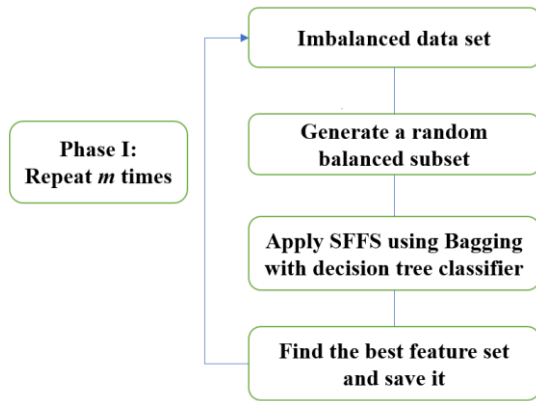 Imbalanced data set
Phase I:
Repeat m times
Generate a random
balanced subset
Apply SFFS using Bagging
with decision tree classifier
Find the best feature set
and save it